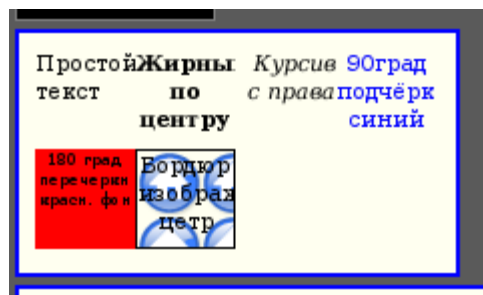 Простой
текст
Жирны
по
центру
Курсив
с права
90град
подчёрк
синий
180 град
перечеркн
красн. фон
Бордюр
изображ
цетр